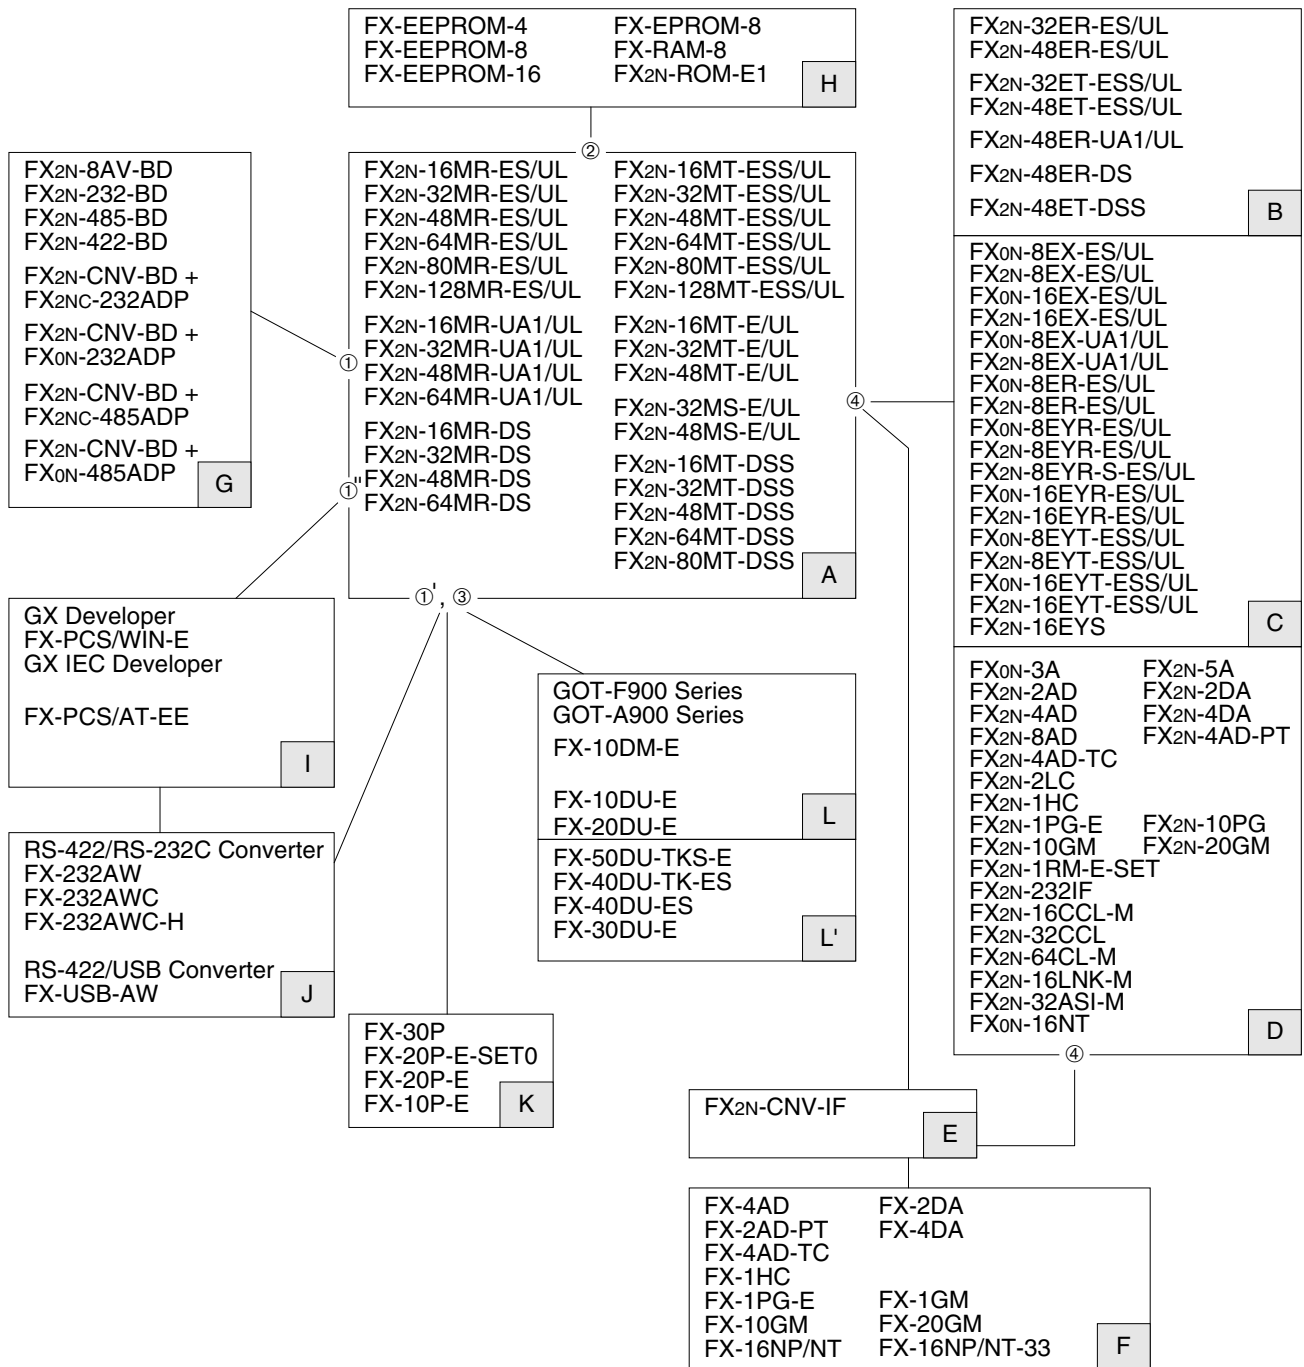 FX-EEPROM-4 FX-EPROM-8
FX-EEPROM-8 FX-RAM-8
FX-EEPROM-16 FX2N-ROM-E1
H
②
FX2N-8AV-BD
FX2N-232-BD
FX2N-485-BD
FX2N-422-BD
FX2N-CNV-BD +
FX2NC-232ADP
FX2N-CNV-BD +
FX0N-232ADP
FX2N-CNV-BD +
FX2NC-485ADP
FX2N-CNV-BD +
FX0N-485ADP
G
①
①"
FX2N-16MR-ES/UL FX2N-16MT-ESS/UL
FX2N-32MR-ES/UL FX2N-32MT-ESS/UL
FX2N-48MR-ES/UL FX2N-48MT-ESS/UL
FX2N-64MR-ES/UL FX2N-64MT-ESS/UL
FX2N-80MR-ES/UL FX2N-80MT-ESS/UL
FX2N-128MR-ES/UL FX2N-128MT-ESS/UL
FX2N-16MR-UA1/UL FX2N-16MT-E/UL
FX2N-32MR-UA1/UL FX2N-32MT-E/UL
FX2N-48MR-UA1/UL FX2N-48MT-E/UL
FX2N-64MR-UA1/UL
FX2N-32MS-E/UL
FX2N-16MR-DS FX2N-48MS-E/UL
FX2N-32MR-DS FX2N-16MT-DSS
FX2N-48MR-DS FX2N-32MT-DSS
FX2N-64MR-DS FX2N-48MT-DSS
FX2N-64MT-DSS
FX2N-80MT-DSS
A
①', ③
④
FX2N-32ER-ES/UL
FX2N-48ER-ES/UL
FX2N-32ET-ESS/UL
FX2N-48ET-ESS/UL
FX2N-48ER-UA1/UL
FX2N-48ER-DS
FX2N-48ET-DSS
B
FX0N-8EX-ES/UL
FX2N-8EX-ES/UL
FX0N-16EX-ES/UL
FX2N-16EX-ES/UL
FX0N-8EX-UA1/UL
FX2N-8EX-UA1/UL
FX0N-8ER-ES/UL
FX2N-8ER-ES/UL
FX0N-8EYR-ES/UL
FX2N-8EYR-ES/UL
FX2N-8EYR-S-ES/UL
FX0N-16EYR-ES/UL
FX2N-16EYR-ES/UL
FX0N-8EYT-ESS/UL
FX2N-8EYT-ESS/UL
FX0N-16EYT-ESS/UL
FX2N-16EYT-ESS/UL
FX2N-16EYS
C
FX0N-3A FX2N-5A
FX2N-2AD FX2N-2DA
FX2N-4AD FX2N-4DA
FX2N-8AD FX2N-4AD-PT
FX2N-4AD-TC
FX2N-2LC
FX2N-1HC
FX2N-1PG-E FX2N-10PG
FX2N-10GM FX2N-20GM
FX2N-1RM-E-SET
FX2N-232IF
FX2N-16CCL-M
FX2N-32CCL
FX2N-64CL-M
FX2N-16LNK-M
FX2N-32ASI-M
FX0N-16NT
D
④
GX Developer
FX-PCS/WIN-E
GX IEC Developer
FX-PCS/AT-EE
I
RS-422/RS-232C Converter
FX-232AW
FX-232AWC
FX-232AWC-H
RS-422/USB Converter
FX-USB-AW
J
GOT-F900 Series
GOT-A900 Series
FX-10DM-E
FX-10DU-E
FX-20DU-E
L
FX-50DU-TKS-E
FX-40DU-TK-ES
FX-40DU-ES
FX-30DU-E
L'
FX-30P
FX-20P-E-SET0
FX-20P-E
FX-10P-E
K
FX2N-CNV-IF
E
FX-4AD FX-2DA
FX-2AD-PT FX-4DA
FX-4AD-TC
FX-1HC
FX-1PG-E FX-1GM
FX-10GM FX-20GM
FX-16NP/NT FX-16NP/NT-33
F